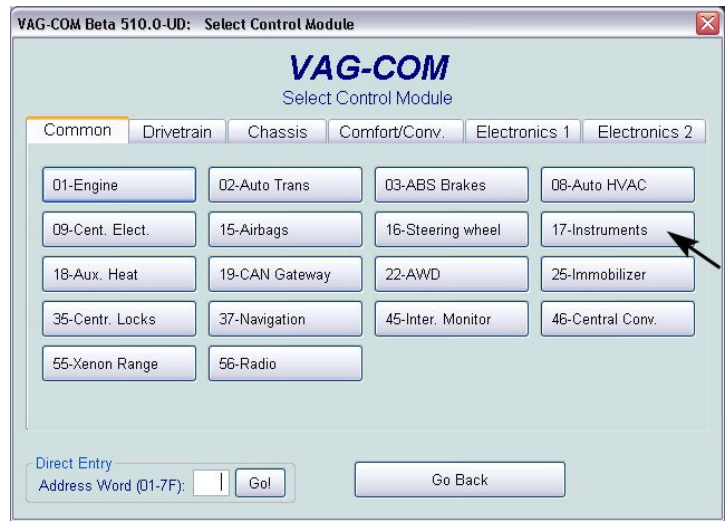 VAG-COM Beta 510.0-UD: Select Control Module
VAG-COM
Select Control Module
Common Drivetrain Chassis Comfort/Conv. Electronics 1 Electronics 2
01-Engine 02-Auto Trans 03-ABS Brakes 08-Auto HVAC
09-Cent. Elect. 15-Airbags 16-Steering wheel 17-Instruments
18-Aux. Heat 19-CAN Gateway 22-AWD 25-Immobilizer
35-Centr. Locks 37-Navigation 45-Inter. Monitor 46-Central Conv.
55-Xenon Range 56-Radio
Direct Entry
Address Word (01-7F): Go! Go Back